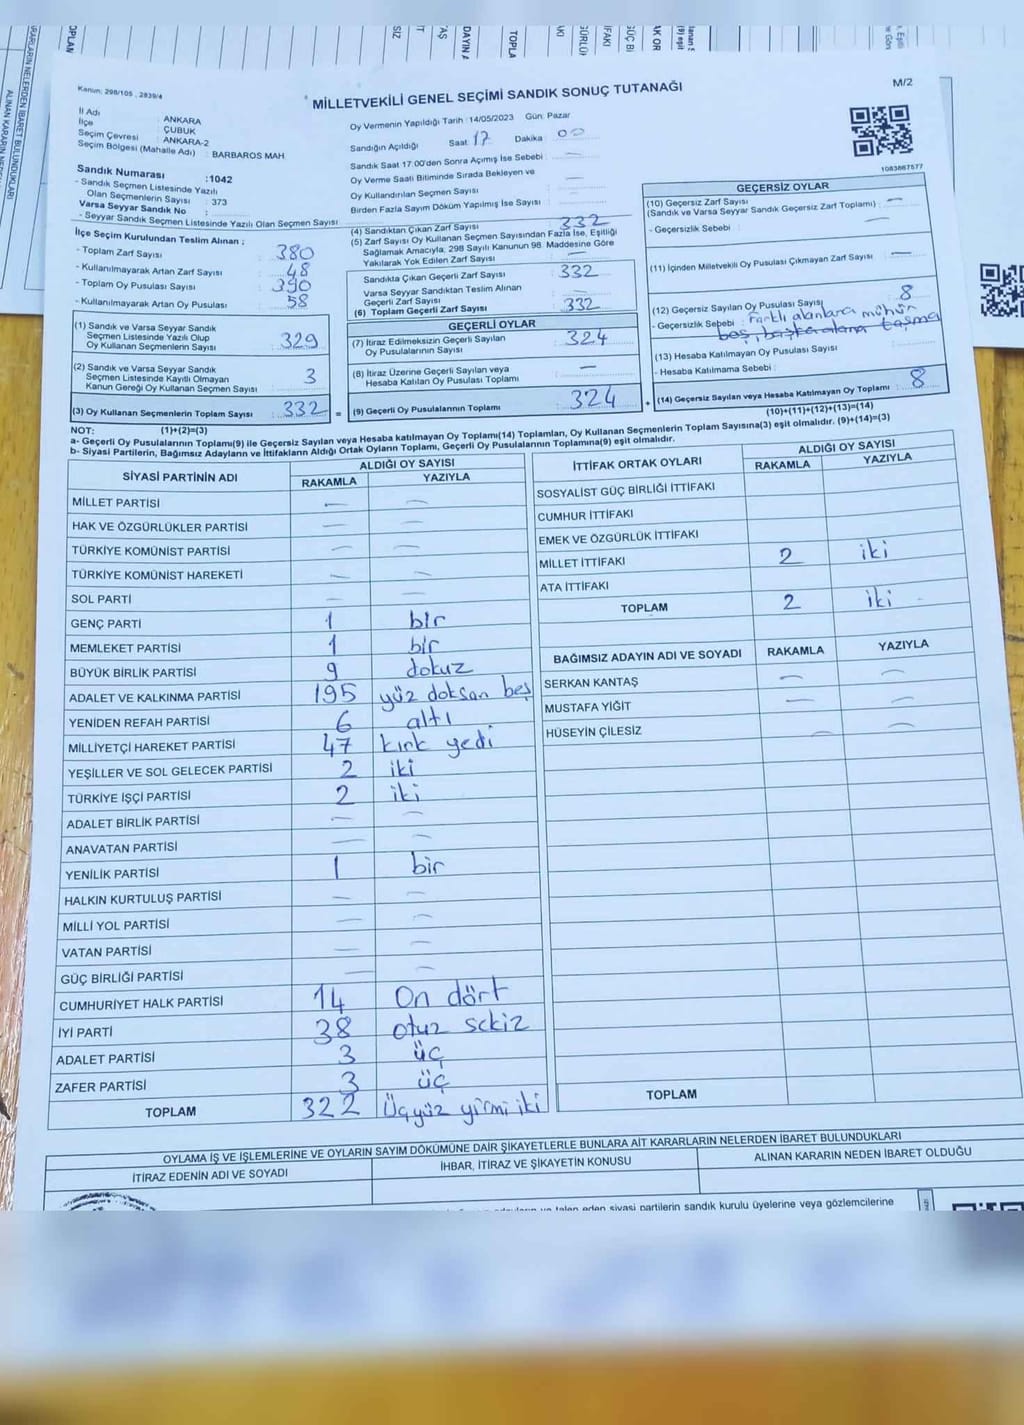 Kanun: 298/105 , 2839/4
MİLLETVEKİLİ GENEL SEÇİMİ SANDIK SONUÇ TUTANAĞI
M/2
İl Adı : ANKARA
İlçe : ÇUBUK
Seçim Çevresi : ANKARA-2
Seçim Bölgesi (Mahalle Adı) : BARBAROS MAH
Sandık Numarası :1042
- Sandık Seçmen Listesinde Yazılı
Olan Seçmenlerin Sayısı : 373
Varsa Seyyar Sandık No :
- Seyyar Sandık Seçmen Listesinde Yazılı Olan Seçmen Sayısı :
Oy Vermenin Yapıldığı Tarih : 14/05/2023 Gün: Pazar
Sandığın Açıldığı Saat : 17 Dakika : 00
Sandık Saat 17:00'den Sonra Açılmış İse Sebebi : —
Oy Verme Saati Bitiminde Sırada Bekleyen ve
Oy Kullandırılan Seçmen Sayısı : —
Birden Fazla Sayım Döküm Yapılmış İse Sayısı : —
1083867577
İlçe Seçim Kurulundan Teslim Alınan ;
- Toplam Zarf Sayısı : 380
- Kullanılmayarak Artan Zarf Sayısı : 48
- Toplam Oy Pusulası Sayısı : 390
- Kullanılmayarak Artan Oy Pusulası : 58
(1) Sandık ve Varsa Seyyar Sandık
Seçmen Listesinde Yazılı Olup
Oy Kullanan Seçmenlerin Sayısı : 329
(2) Sandık ve Varsa Seyyar Sandık
Seçmen Listesinde Kayıtlı Olmayan
Kanun Gereği Oy Kullanan Seçmen Sayısı : 3
(3) Oy Kullanan Seçmenlerin Toplam Sayısı : 332 =
(4) Sandıktan Çıkan Zarf Sayısı : 332
(5) Zarf Sayısı Oy Kullanan Seçmen Sayısından Fazla İse, Eşitliği
Sağlamak Amacıyla; 298 Sayılı Kanunun 98. Maddesine Göre
Yakılarak Yok Edilen Zarf Sayısı : —
Sandıkta Çıkan Geçerli Zarf Sayısı : 332
Varsa Seyyar Sandıktan Teslim Alınan
Geçerli Zarf Sayısı : —
(6) Toplam Geçerli Zarf Sayısı : 332
GEÇERLİ OYLAR
(7) İtiraz Edilmeksizin Geçerli Sayılan
Oy Pusulalarının Sayısı : 324
(8) İtiraz Üzerine Geçerli Sayılan veya
Hesaba Katılan Oy Pusulası Toplamı : —
(9) Geçerli Oy Pusulalarının Toplamı : 324 +
GEÇERSİZ OYLAR
(10) Geçersiz Zarf Sayısı
(Sandık ve Varsa Seyyar Sandık Geçersiz Zarf Toplamı) : —
- Geçersizlik Sebebi : —
(11) İçinden Milletvekili Oy Pusulası Çıkmayan Zarf Sayısı : —
(12) Geçersiz Sayılan Oy Pusulası Sayısı : 8
- Geçersizlik Sebebi : Farklı alanlara mühür
boş, başka alana taşma
(13) Hesaba Katılmayan Oy Pusulası Sayısı :
- Hesaba Katılmama Sebebi :
(14) Geçersiz Sayılan veya Hesaba Katılmayan Oy Toplamı : 8
(1)+(2)=(3)
(10)+(11)+(12)+(13)=(14)
NOT:
a- Geçerli Oy Pusulalarının Toplamı(9) ile Geçersiz Sayılan veya Hesaba katılmayan Oy Toplamı(14) Toplamları, Oy Kullanan Seçmenlerin Toplam Sayısına(3) eşit olmalıdır. (9)+(14)=(3)
b- Siyasi Partilerin, Bağımsız Adayların ve İttifakların Aldığı Ortak Oyların Toplamı, Geçerli Oy Pusulalarının Toplamına(9) eşit olmalıdır.
SİYASİ PARTİNİN ADI ALDIĞI OY SAYISI
RAKAMLA YAZIYLA
MİLLET PARTİSİ — —
HAK VE ÖZGÜRLÜKLER PARTİSİ — —
TÜRKİYE KOMÜNİST PARTİSİ — —
TÜRKİYE KOMÜNİST HAREKETİ — —
SOL PARTİ — —
GENÇ PARTİ 1 bir
MEMLEKET PARTİSİ 1 bir
BÜYÜK BİRLİK PARTİSİ 9 dokuz
ADALET VE KALKINMA PARTİSİ 195 yüz doksan beş
YENİDEN REFAH PARTİSİ 6 altı
MİLLİYETÇİ HAREKET PARTİSİ 47 kırk yedi
YEŞİLLER VE SOL GELECEK PARTİSİ 2 iki
TÜRKİYE İŞÇİ PARTİSİ 2 iki
ADALET BİRLİK PARTİSİ — —
ANAVATAN PARTİSİ — —
YENİLİK PARTİSİ 1 bir
HALKIN KURTULUŞ PARTİSİ — —
MİLLİ YOL PARTİSİ — —
VATAN PARTİSİ — —
GÜÇ BİRLİĞİ PARTİSİ — —
CUMHURİYET HALK PARTİSİ 14 On dört
İYİ PARTİ 38 otuz sekiz
ADALET PARTİSİ 3 üç
ZAFER PARTİSİ 3 üç
TOPLAM 322 Üçyüz yirmi iki
İTTİFAK ORTAK OYLARI ALDIĞI OY SAYISI
RAKAMLA YAZIYLA
SOSYALİST GÜÇ BİRLİĞİ İTTİFAKI
CUMHUR İTTİFAKI
EMEK VE ÖZGÜRLÜK İTTİFAKI
MİLLET İTTİFAKI 2 iki
ATA İTTİFAKI
TOPLAM 2 iki
BAĞIMSIZ ADAYIN ADI VE SOYADI RAKAMLA YAZIYLA
SERKAN KANTAŞ — —
MUSTAFA YİĞİT — —
HÜSEYİN ÇİLESİZ — —
TOPLAM
OYLAMA İŞ VE İŞLEMLERİNE VE OYLARIN SAYIM DÖKÜMÜNE DAİR ŞİKAYETLERLE BUNLARA AİT KARARLARIN NELERDEN İBARET BULUNDUKLARI
İTİRAZ EDENİN ADI VE SOYADI İHBAR, İTİRAZ VE ŞİKAYETİN KONUSU ALINAN KARARIN NEDEN İBARET OLDUĞU
eden siyasi partilerin sandık kurulu üyelerine veya gözlemcilerine